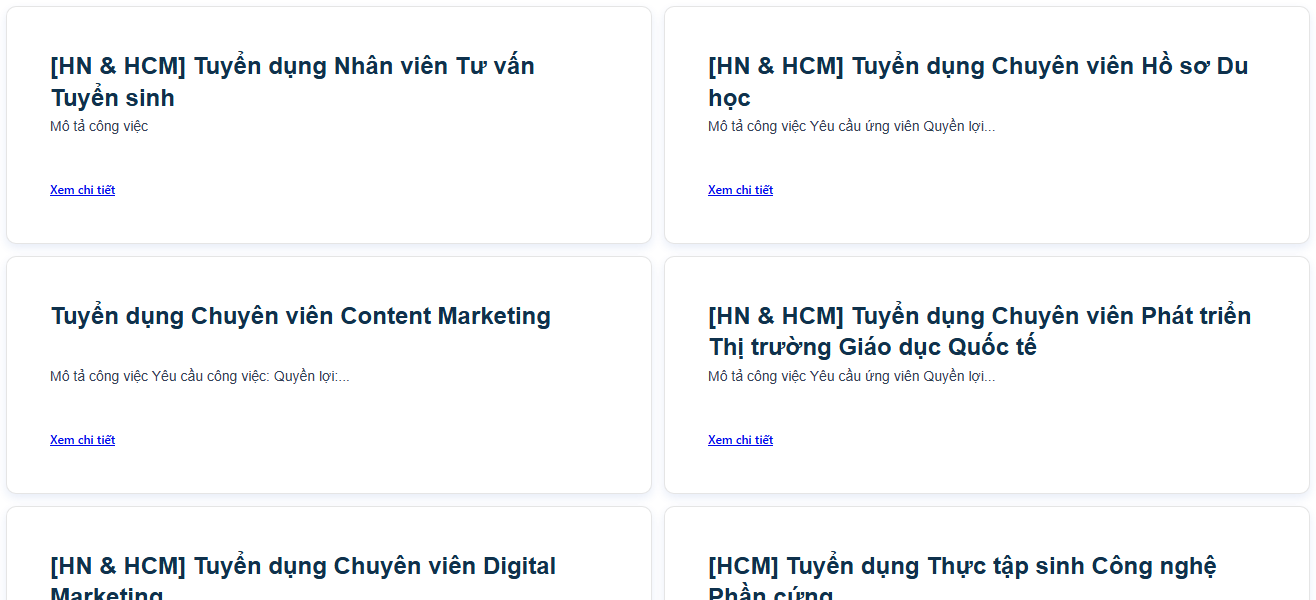 [HN & HCM] Tuyển dụng Nhân viên Tư vấn
Tuyển sinh
Mô tả công việc
Xem chi tiết
[HN & HCM] Tuyển dụng Chuyên viên Hồ sơ Du
học
Mô tả công việc Yêu cầu ứng viên Quyền lợi...
Xem chi tiết
Tuyển dụng Chuyên viên Content Marketing
Mô tả công việc Yêu cầu công việc: Quyền lợi:...
Xem chi tiết
[HN & HCM] Tuyển dụng Chuyên viên Phát triển
Thị trường Giáo dục Quốc tế
Mô tả công việc Yêu cầu ứng viên Quyền lợi...
Xem chi tiết
[HN & HCM] Tuyển dụng Chuyên viên Digital
Marketing
[HCM] Tuyển dụng Thực tập sinh Công nghệ
Phần cứng